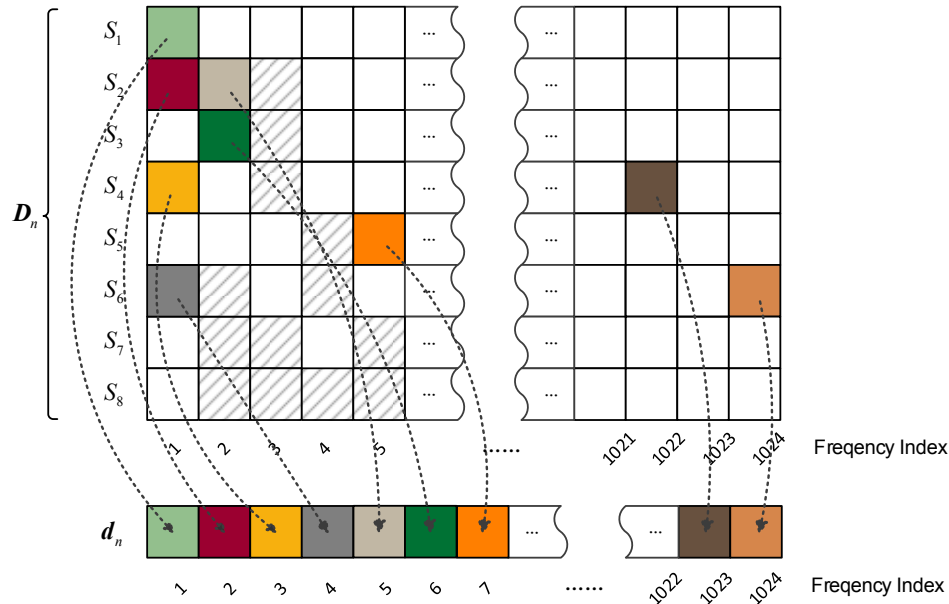 S1 ... ...
S2 ... ...
S3 ... ...
S4 ... ...
Dn
S5 ... ...
S6 ... ...
S7 ... ...
S8 ... ...
1 2 3 4 5 ...... 1021 1022 1023 1024 Freqency Index
dn ... ...
1 2 3 4 5 6 7 ...... 1022 1023 1024 Freqency Index